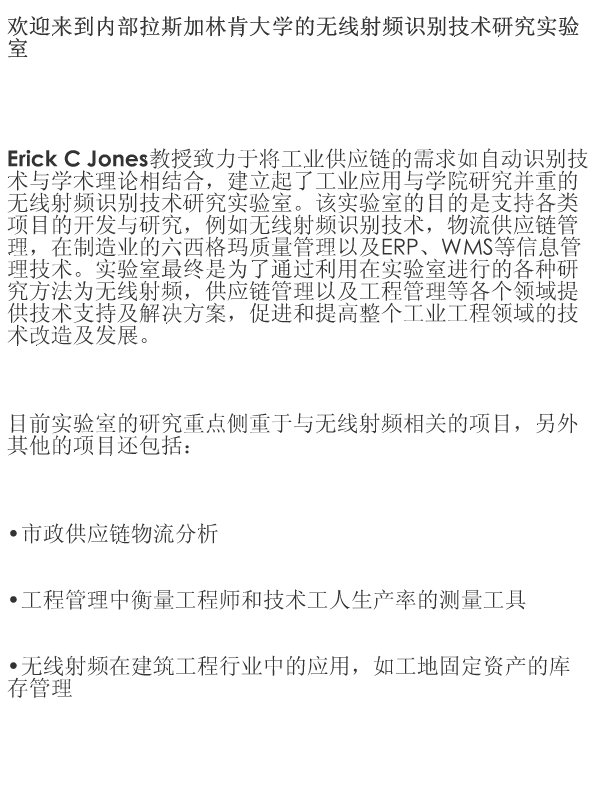 欢迎来到内部拉斯加林肯大学的无线射频识别技术研究实验
室
Erick C Jones教授致力于将工业供应链的需求如自动识别技
术与学术理论相结合，建立起了工业应用与学院研究并重的
无线射频识别技术研究实验室。该实验室的目的是支持各类
项目的开发与研究，例如无线射频识别技术，物流供应链管
理，在制造业的六西格玛质量管理以及ERP、WMS等信息管
理技术。实验室最终是为了通过利用在实验室进行的各种研
究方法为无线射频，供应链管理以及工程管理等各个领域提
供技术支持及解决方案，促进和提高整个工业工程领域的技
术改造及发展。
目前实验室的研究重点侧重于与无线射频相关的项目，另外
其他的项目还包括：
•市政供应链物流分析
•工程管理中衡量工程师和技术工人生产率的测量工具
•无线射频在建筑工程行业中的应用，如工地固定资产的库
存管理